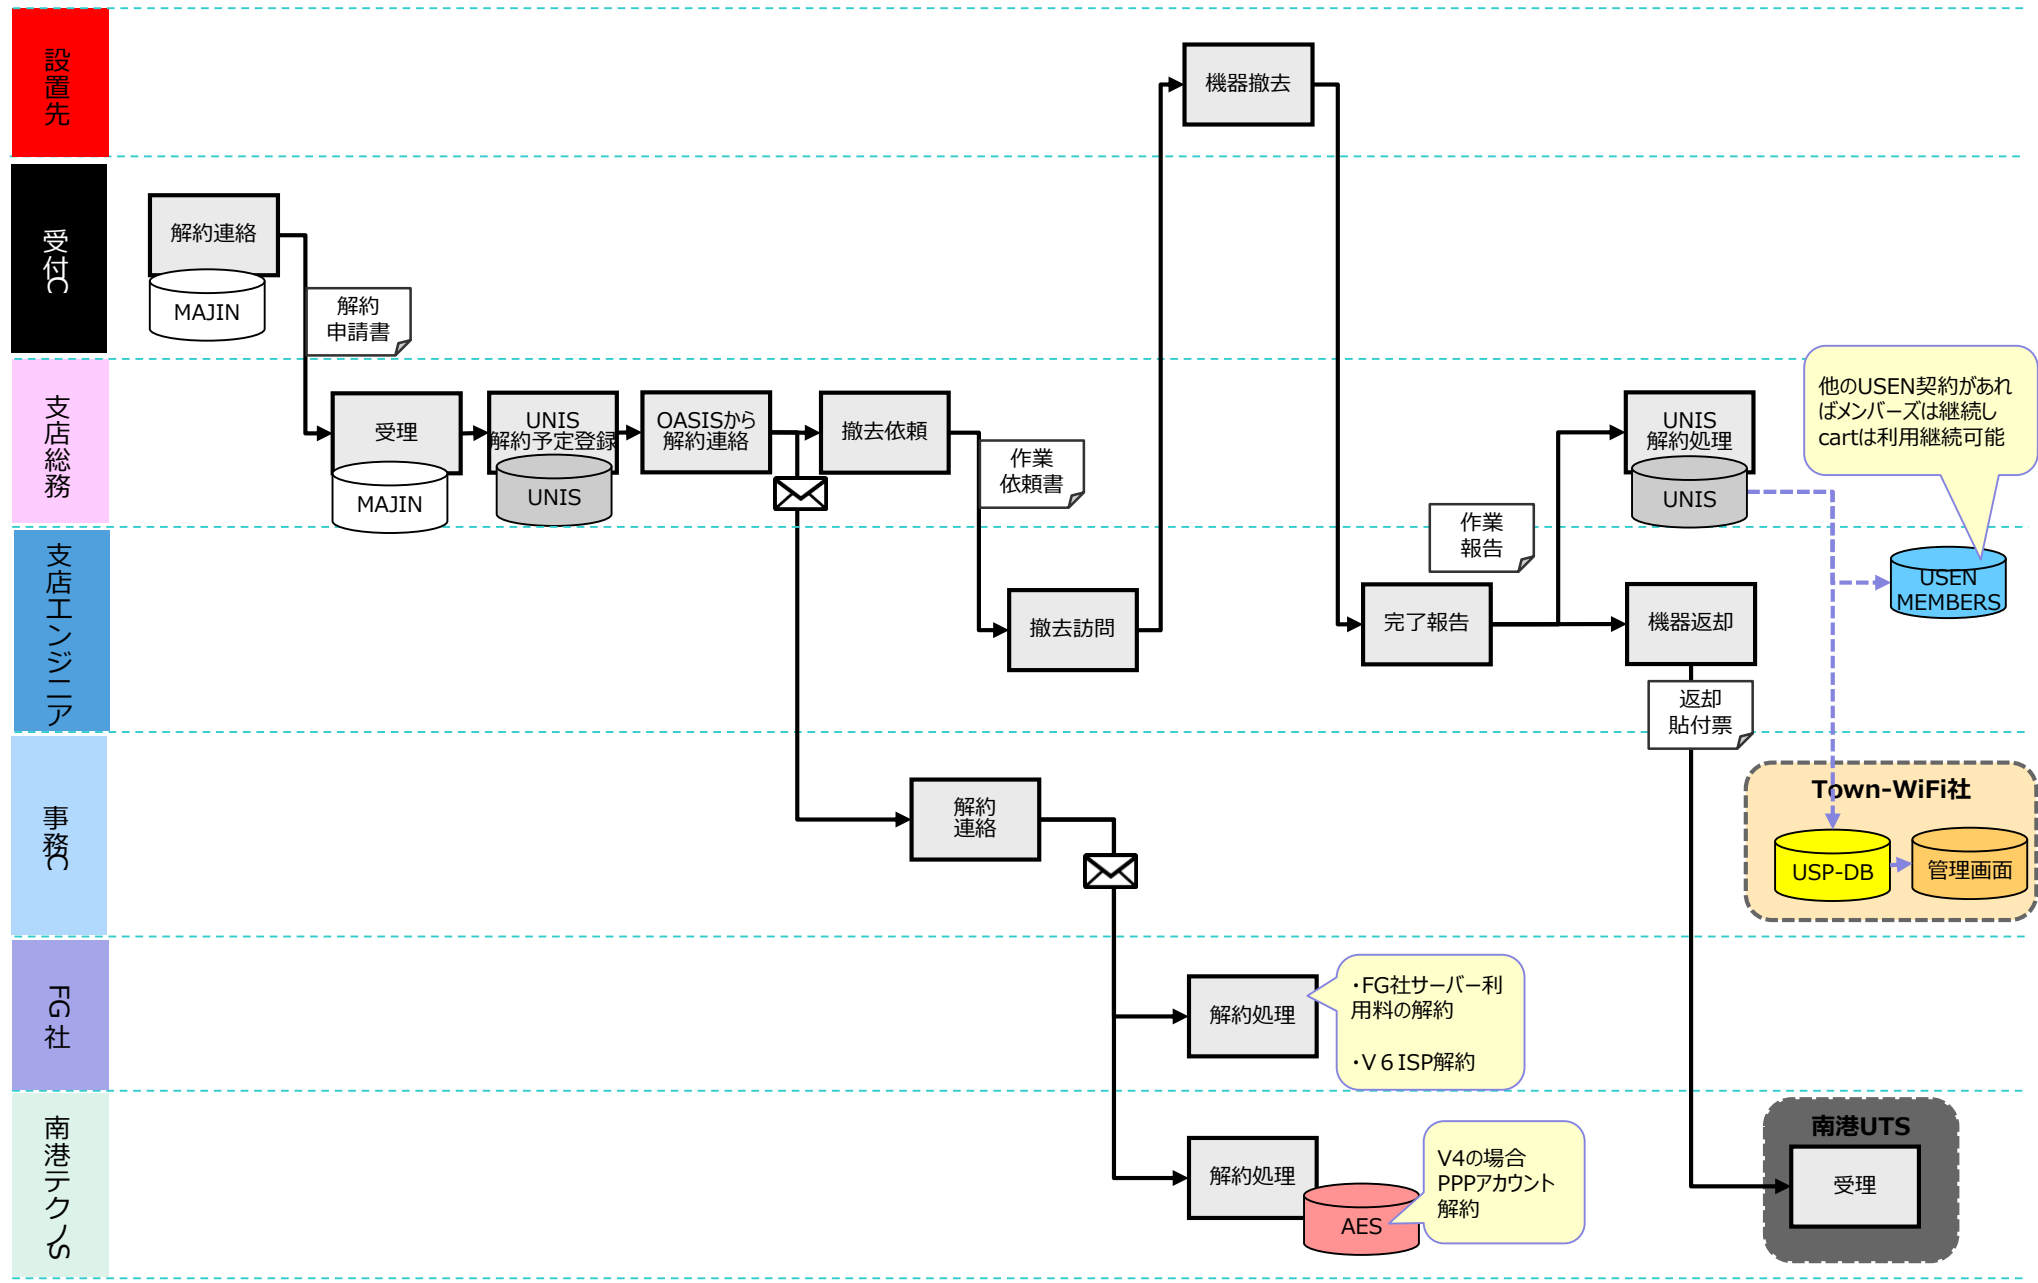 設置先
機器撤去
受付C
解約連絡
MAJIN
解約
申請書
支店総務
受理
MAJIN
UNIS
解約予定登録
UNIS
OASISから
解約連絡
撤去依頼
作業
依頼書
UNIS
解約処理
UNIS
他のUSEN契約があれ
ばメンバーズは継続し
cartは利用継続可能
支店エンジニア
撤去訪問
作業
報告
完了報告
機器返却
返却
貼付票
USEN
MEMBERS
事務C
解約
連絡
Town-WiFi社
USP-DB
管理画面
FG社
解約処理
・FG社サーバー利
用料の解約
・V６ISP解約
南港テクノS
解約処理
AES
V4の場合
PPPアカウント
解約
南港UTS
受理